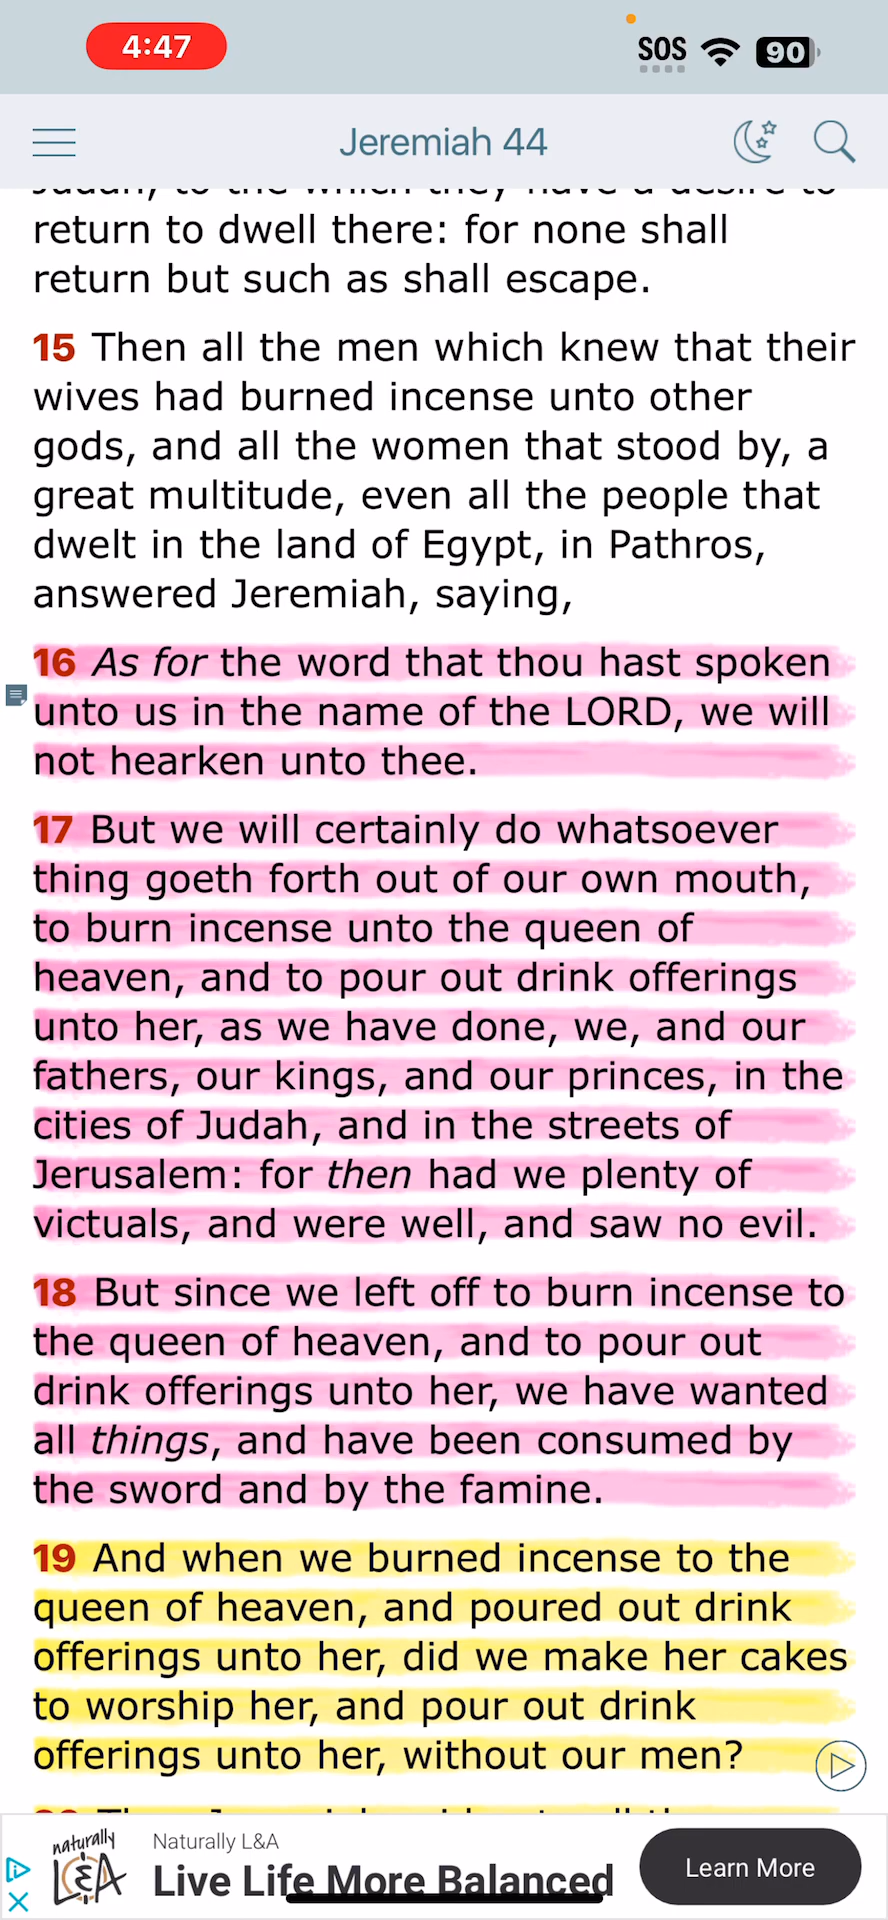 4:47
SOS
90
Jeremiah 44
Judah, to the which they have a desire to
return to dwell there: for none shall
return but such as shall escape.
15 Then all the men which knew that their
wives had burned incense unto other
gods, and all the women that stood by, a
great multitude, even all the people that
dwelt in the land of Egypt, in Pathros,
answered Jeremiah, saying,
16 As for the word that thou hast spoken
unto us in the name of the LORD, we will
not hearken unto thee.
17 But we will certainly do whatsoever
thing goeth forth out of our own mouth,
to burn incense unto the queen of
heaven, and to pour out drink offerings
unto her, as we have done, we, and our
fathers, our kings, and our princes, in the
cities of Judah, and in the streets of
Jerusalem: for then had we plenty of
victuals, and were well, and saw no evil.
18 But since we left off to burn incense to
the queen of heaven, and to pour out
drink offerings unto her, we have wanted
all things, and have been consumed by
the sword and by the famine.
19 And when we burned incense to the
queen of heaven, and poured out drink
offerings unto her, did we make her cakes
to worship her, and pour out drink
offerings unto her, without our men?
naturally
L&A
Naturally L&A
Live Life More Balanced
Learn More